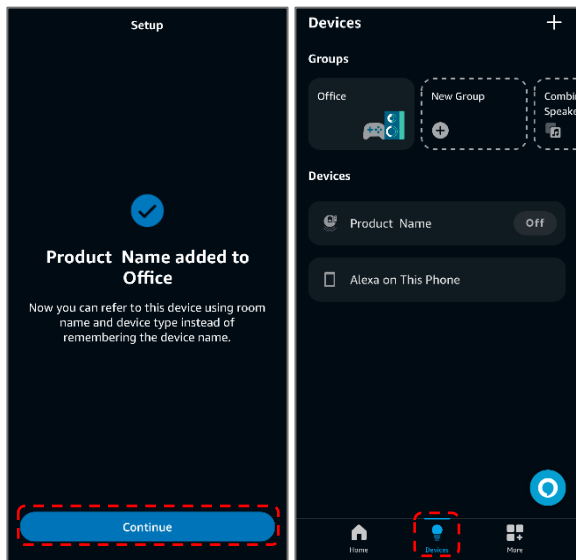 Setup
Product Name added to
Office
Now you can refer to this device using room
name and device type instead of
remembering the device name.
Continue
Devices
Groups
Office
New Group
Combin
Speake
Devices
Product Name
Off
Alexa on This Phone
Home
Devices
More